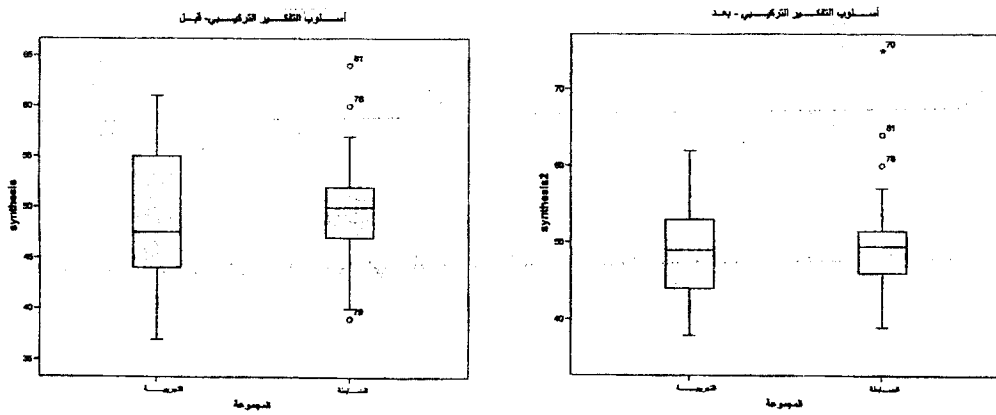 أسلوب التفكير التركيبي- قبل
synthesis
65
60
55
50
45
40
35
81
78
79
التجريبية
الضابطة
المجموعة
أسلوب التفكير التركيبي - بعد
synthesis2
70
60
50
40
70
81
78
التجريبية
الضابطة
المجموعة